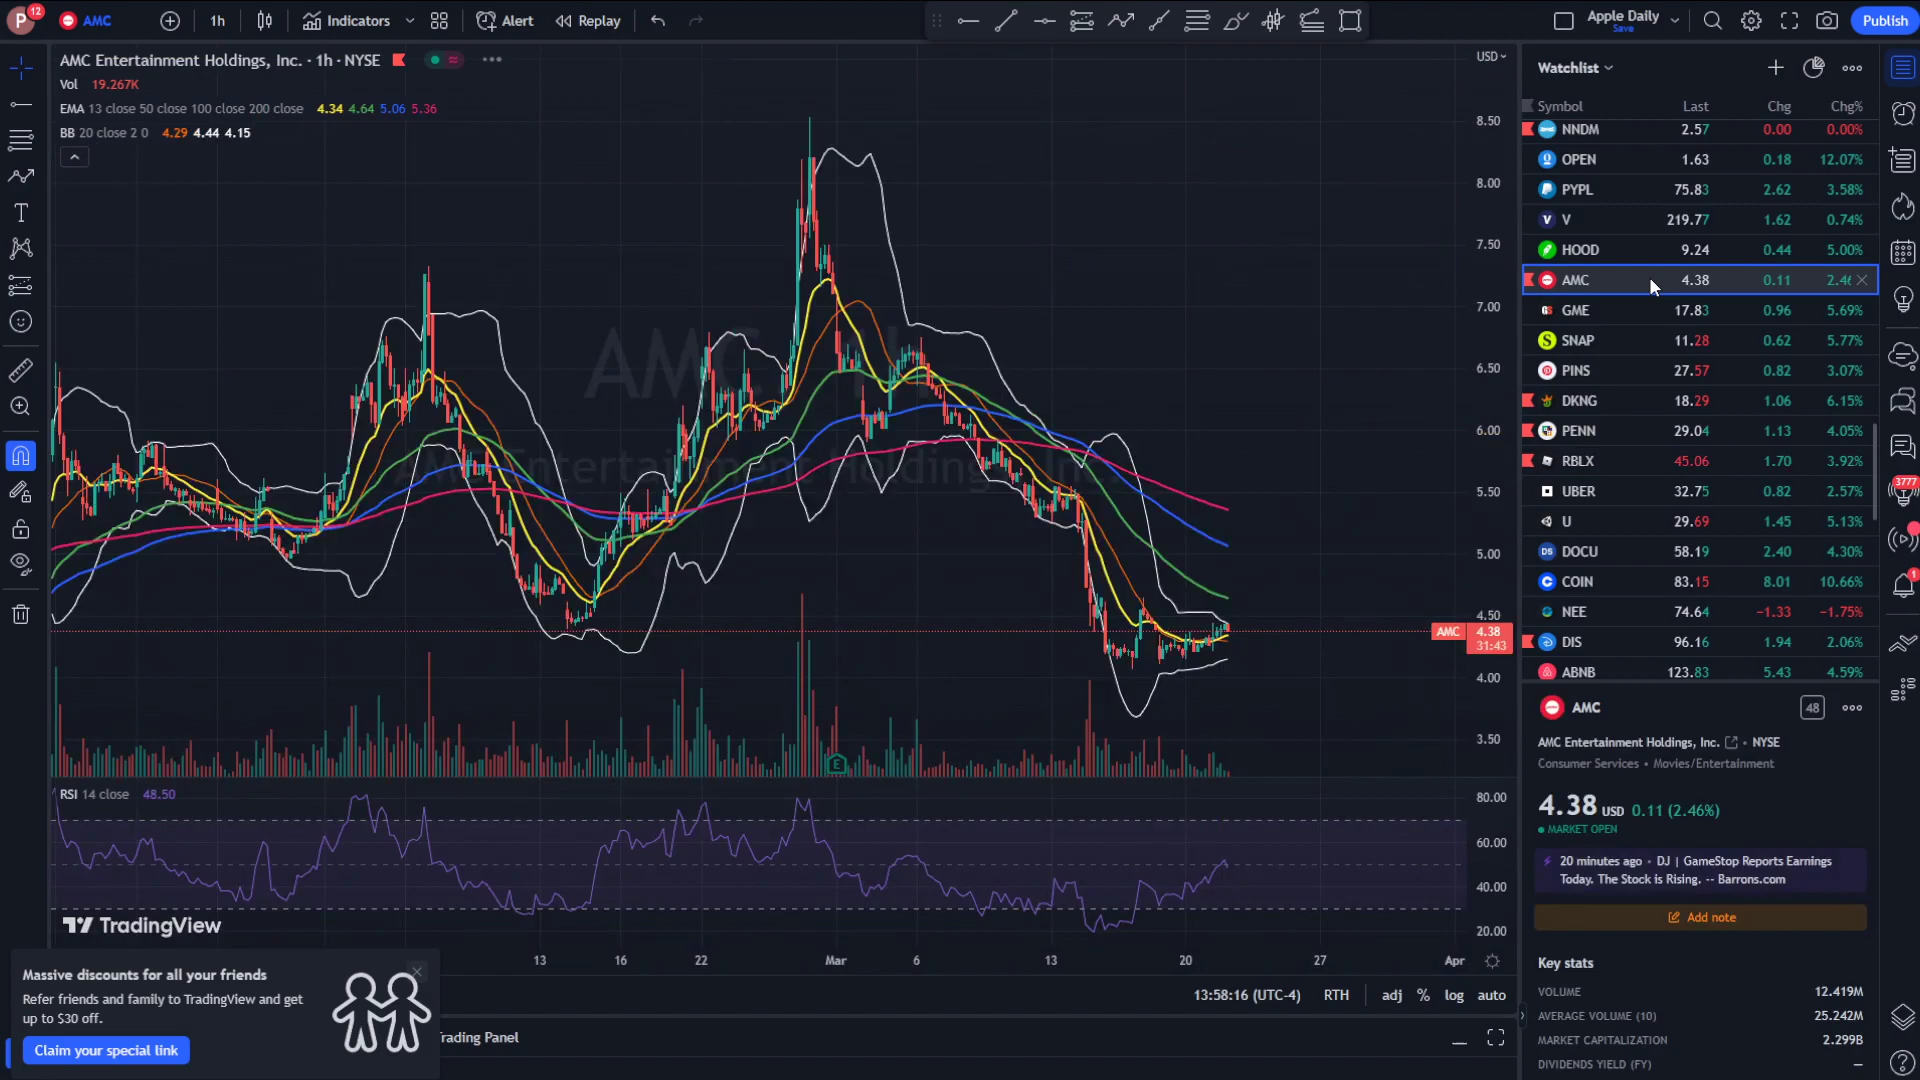 P 12 AMC 1h Indicators Alert Replay Apple Daily Save Publish
AMC Entertainment Holdings, Inc. · 1h · NYSE
Vol 19.267K
EMA 13 close 50 close 100 close 200 close 4.34 4.64 5.06 5.36
BB 20 close 2 0 4.29 4.44 4.15
USD
8.50
8.00
7.50
7.00
6.50
6.00
5.50
5.00
4.50
AMC 4.38
31:43
4.00
3.50
AMC, 1h
AMC Entertainment Holdings, Inc.
E
RSI 14 close 48.50
80.00
60.00
40.00
20.00
TradingView
13 16 22 Mar 6 13 20 27 Apr
13:58:16 (UTC-4) RTH adj % log auto
Trading Panel
Massive discounts for all your friends
Refer friends and family to TradingView and get
up to $30 off.
Claim your special link
Watchlist
Symbol Last Chg Chg%
NNDM 2.57 0.00 0.00%
OPEN 1.63 0.18 12.07%
PYPL 75.83 2.62 3.58%
V 219.77 1.62 0.74%
HOOD 9.24 0.44 5.00%
AMC 4.38 0.11 2.46
GME 17.83 0.96 5.69%
SNAP 11.28 0.62 5.77%
PINS 27.57 0.82 3.07%
DKNG 18.29 1.06 6.15%
PENN 29.04 1.13 4.05%
RBLX 45.06 1.70 3.92%
UBER 32.75 0.82 2.57%
U 29.69 1.45 5.13%
DOCU 58.19 2.40 4.30%
COIN 83.15 8.01 10.66%
NEE 74.64 −1.33 −1.75%
DIS 96.16 1.94 2.06%
ABNB 123.83 5.43 4.59%
3777
1
AMC 48
AMC Entertainment Holdings, Inc. • NYSE
Consumer Services • Movies/Entertainment
4.38 USD 0.11 (2.46%)
MARKET OPEN
20 minutes ago • DJ | GameStop Reports Earnings
Today. The Stock is Rising. -- Barrons.com
Add note
Key stats
VOLUME 12.419M
AVERAGE VOLUME (10) 25.242M
MARKET CAPITALIZATION 2.299B
DIVIDENDS YIELD (FY) —